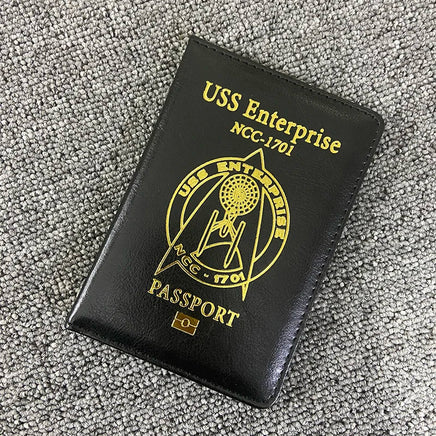 USS Enterprise
NCC-1701
USS ENTERPRISE
NCC - 1701
PASSPORT